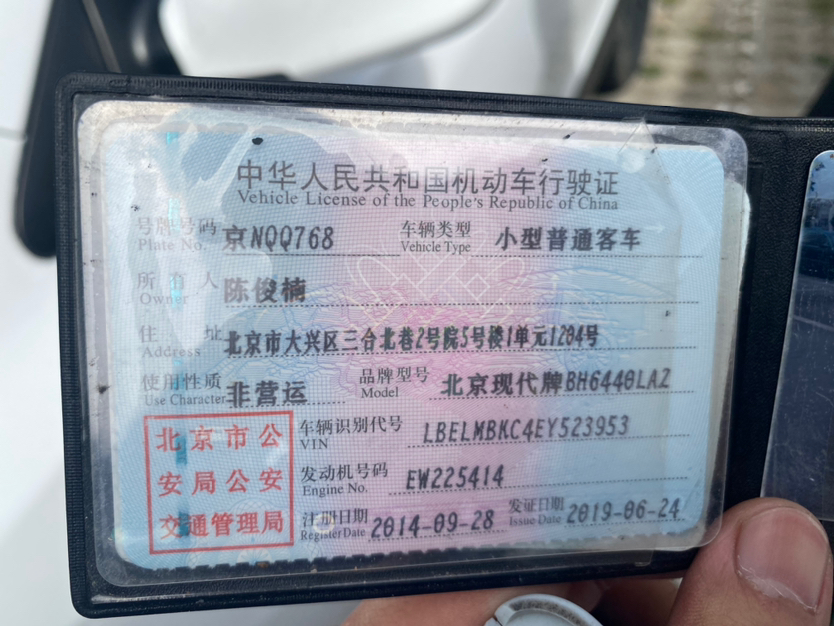 中华人民共和国机动车行驶证
Vehicle License of the People's Republic of China
号牌号码 京NQQ768 车辆类型 小型普通客车
Plate No. Vehicle Type
所有人 陈俊楠
Owner
住址 北京市大兴区三合北巷2号院5号楼1单元1204号
Address
使用性质 非营运 品牌型号 北京现代牌BH6440LAZ
Use Character Model
北京市公安局公安交通管理局
车辆识别代号 LBELMBKC4EY523953
VIN
发动机号码 EW225414
Engine No.
注册日期 2014-09-28 发证日期 2019-06-24
Register Date Issue Date